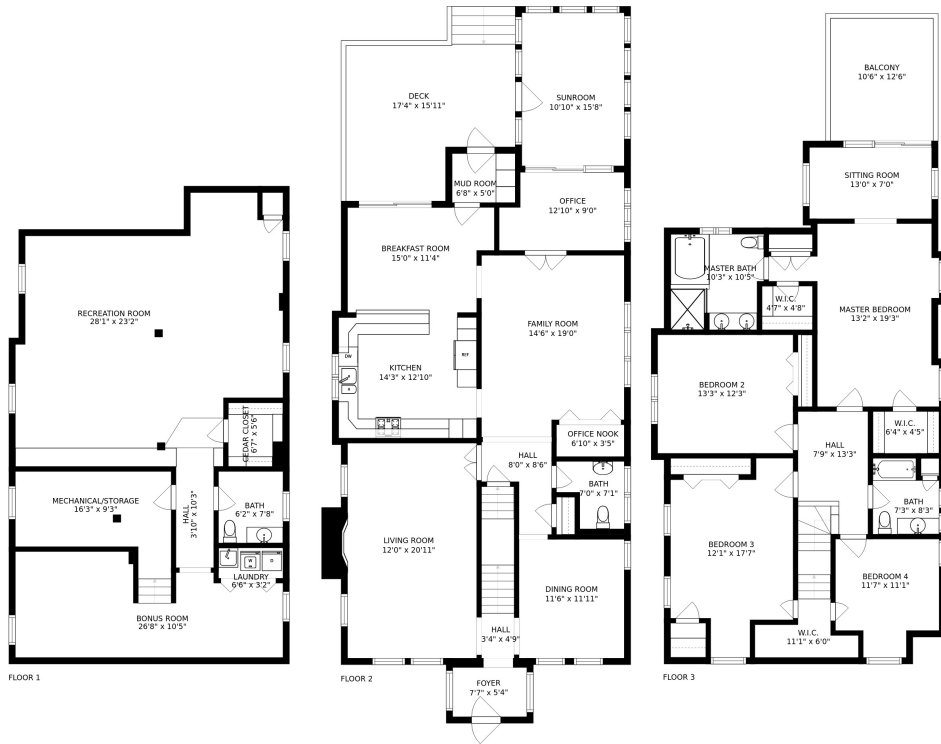 RECREATION ROOM
28'1" x 23'2"
CEDAR CLOSET
6'7" x 5'6"
MECHANICAL/STORAGE
16'3" x 9'3"
HALL
3'10" x 10'3"
BATH
6'2" x 7'8"
W
D
LAUNDRY
6'6" x 3'2"
BONUS ROOM
26'8" x 10'5"
FLOOR 1
DECK
17'4" x 15'11"
SUNROOM
10'10" x 15'8"
MUD ROOM
6'8" x 5'0"
OFFICE
12'10" x 9'0"
BREAKFAST ROOM
15'0" x 11'4"
FAMILY ROOM
14'6" x 19'0"
DW
REF
KITCHEN
14'3" x 12'10"
OFFICE NOOK
6'10" x 3'5"
HALL
8'0" x 8'6"
BATH
7'0" x 7'1"
LIVING ROOM
12'0" x 20'11"
DINING ROOM
11'6" x 11'11"
HALL
3'4" x 4'9"
FOYER
7'7" x 5'4"
FLOOR 2
BALCONY
10'6" x 12'6"
SITTING ROOM
13'0" x 7'0"
MASTER BATH
10'3" x 10'5"
W.I.C.
4'7" x 4'8"
MASTER BEDROOM
13'2" x 19'3"
BEDROOM 2
13'3" x 12'3"
W.I.C.
6'4" x 4'5"
HALL
7'9" x 13'3"
BATH
7'3" x 8'3"
BEDROOM 3
12'1" x 17'7"
BEDROOM 4
11'7" x 11'1"
W.I.C.
11'1" x 6'0"
FLOOR 3